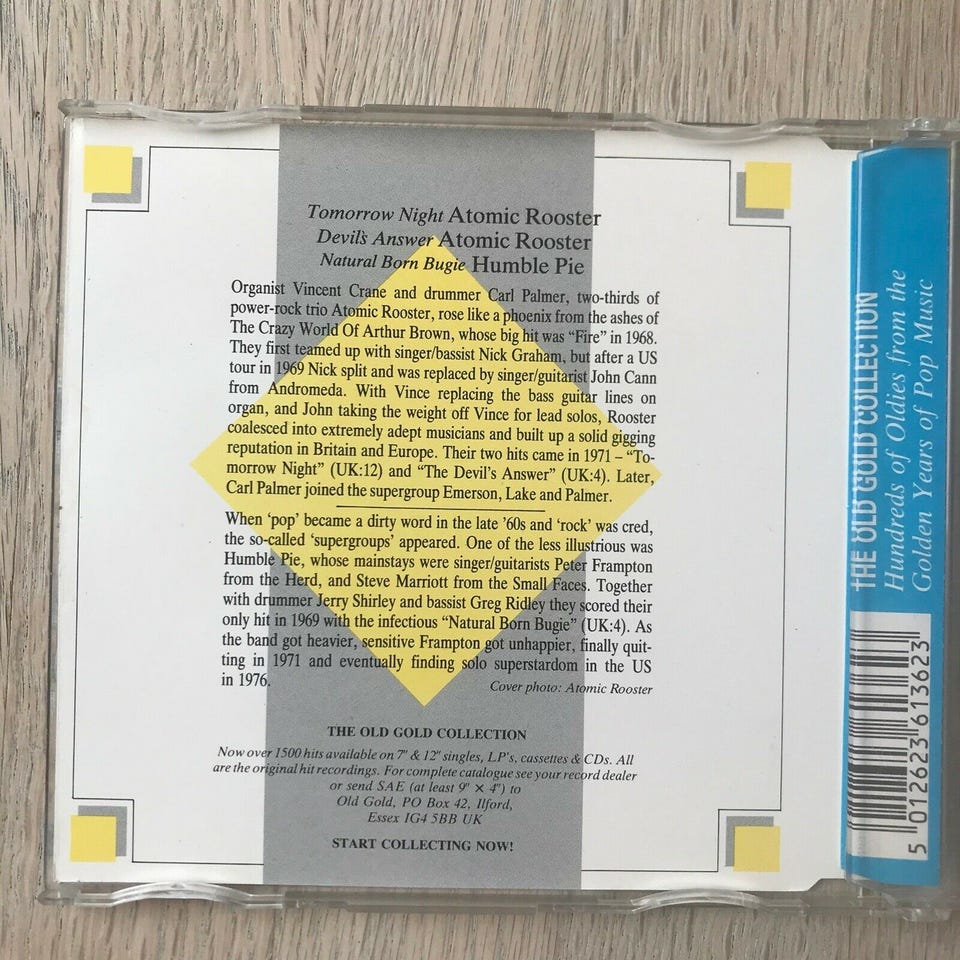 Tomorrow Night Atomic Rooster
Devil's Answer Atomic Rooster
Natural Born Bugie Humble Pie
Organist Vincent Crane and drummer Carl Palmer, two-thirds of
power-rock trio Atomic Rooster, rose like a phoenix from the ashes of
The Crazy World Of Arthur Brown, whose big hit was “Fire” in 1968.
They first teamed up with singer/bassist Nick Graham, but after a US
tour in 1969 Nick split and was replaced by singer/guitarist John Cann
from Andromeda. With Vince replacing the bass guitar lines on
organ, and John taking the weight off Vince for lead solos, Rooster
coalesced into extremely adept musicians and built up a solid gigging
reputation in Britain and Europe. Their two hits came in 1971 – “To-
morrow Night” (UK:12) and “The Devil's Answer” (UK:4). Later,
Carl Palmer joined the supergroup Emerson, Lake and Palmer.
When ‘pop’ became a dirty word in the late '60s and ‘rock’ was cred,
the so-called ‘supergroups’ appeared. One of the less illustrious was
Humble Pie, whose mainstays were singer/guitarists Peter Frampton
from the Herd, and Steve Marriott from the Small Faces. Together
with drummer Jerry Shirley and bassist Greg Ridley they scored their
only hit in 1969 with the infectious “Natural Born Bugie” (UK:4). As
the band got heavier, sensitive Frampton got unhappier, finally quit-
ting in 1971 and eventually finding solo superstardom in the US
in 1976.
Cover photo: Atomic Rooster
THE OLD GOLD COLLECTION
Now over 1500 hits available on 7" & 12" singles, LP's, cassettes & CDs. All
are the original hit recordings. For complete catalogue see your record dealer
or send SAE (at least 9" × 4") to
Old Gold, PO Box 42, Ilford,
Essex IG4 5BB UK
START COLLECTING NOW!
THE OLD GOLD COLLECTION
Hundreds of Oldies from the
Golden Years of Pop Music
5 012623 613623